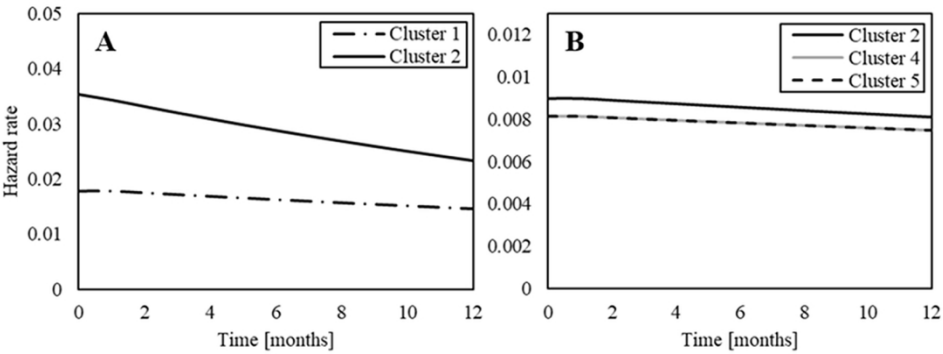 A
Cluster 1
Cluster 2
Hazard rate
0.05
0.04
0.03
0.02
0.01
0
0 2 4 6 8 10 12
Time [months]
B
Cluster 2
Cluster 4
Cluster 5
0.012
0.01
0.008
0.006
0.004
0.002
0
0 2 4 6 8 10 12
Time [months]